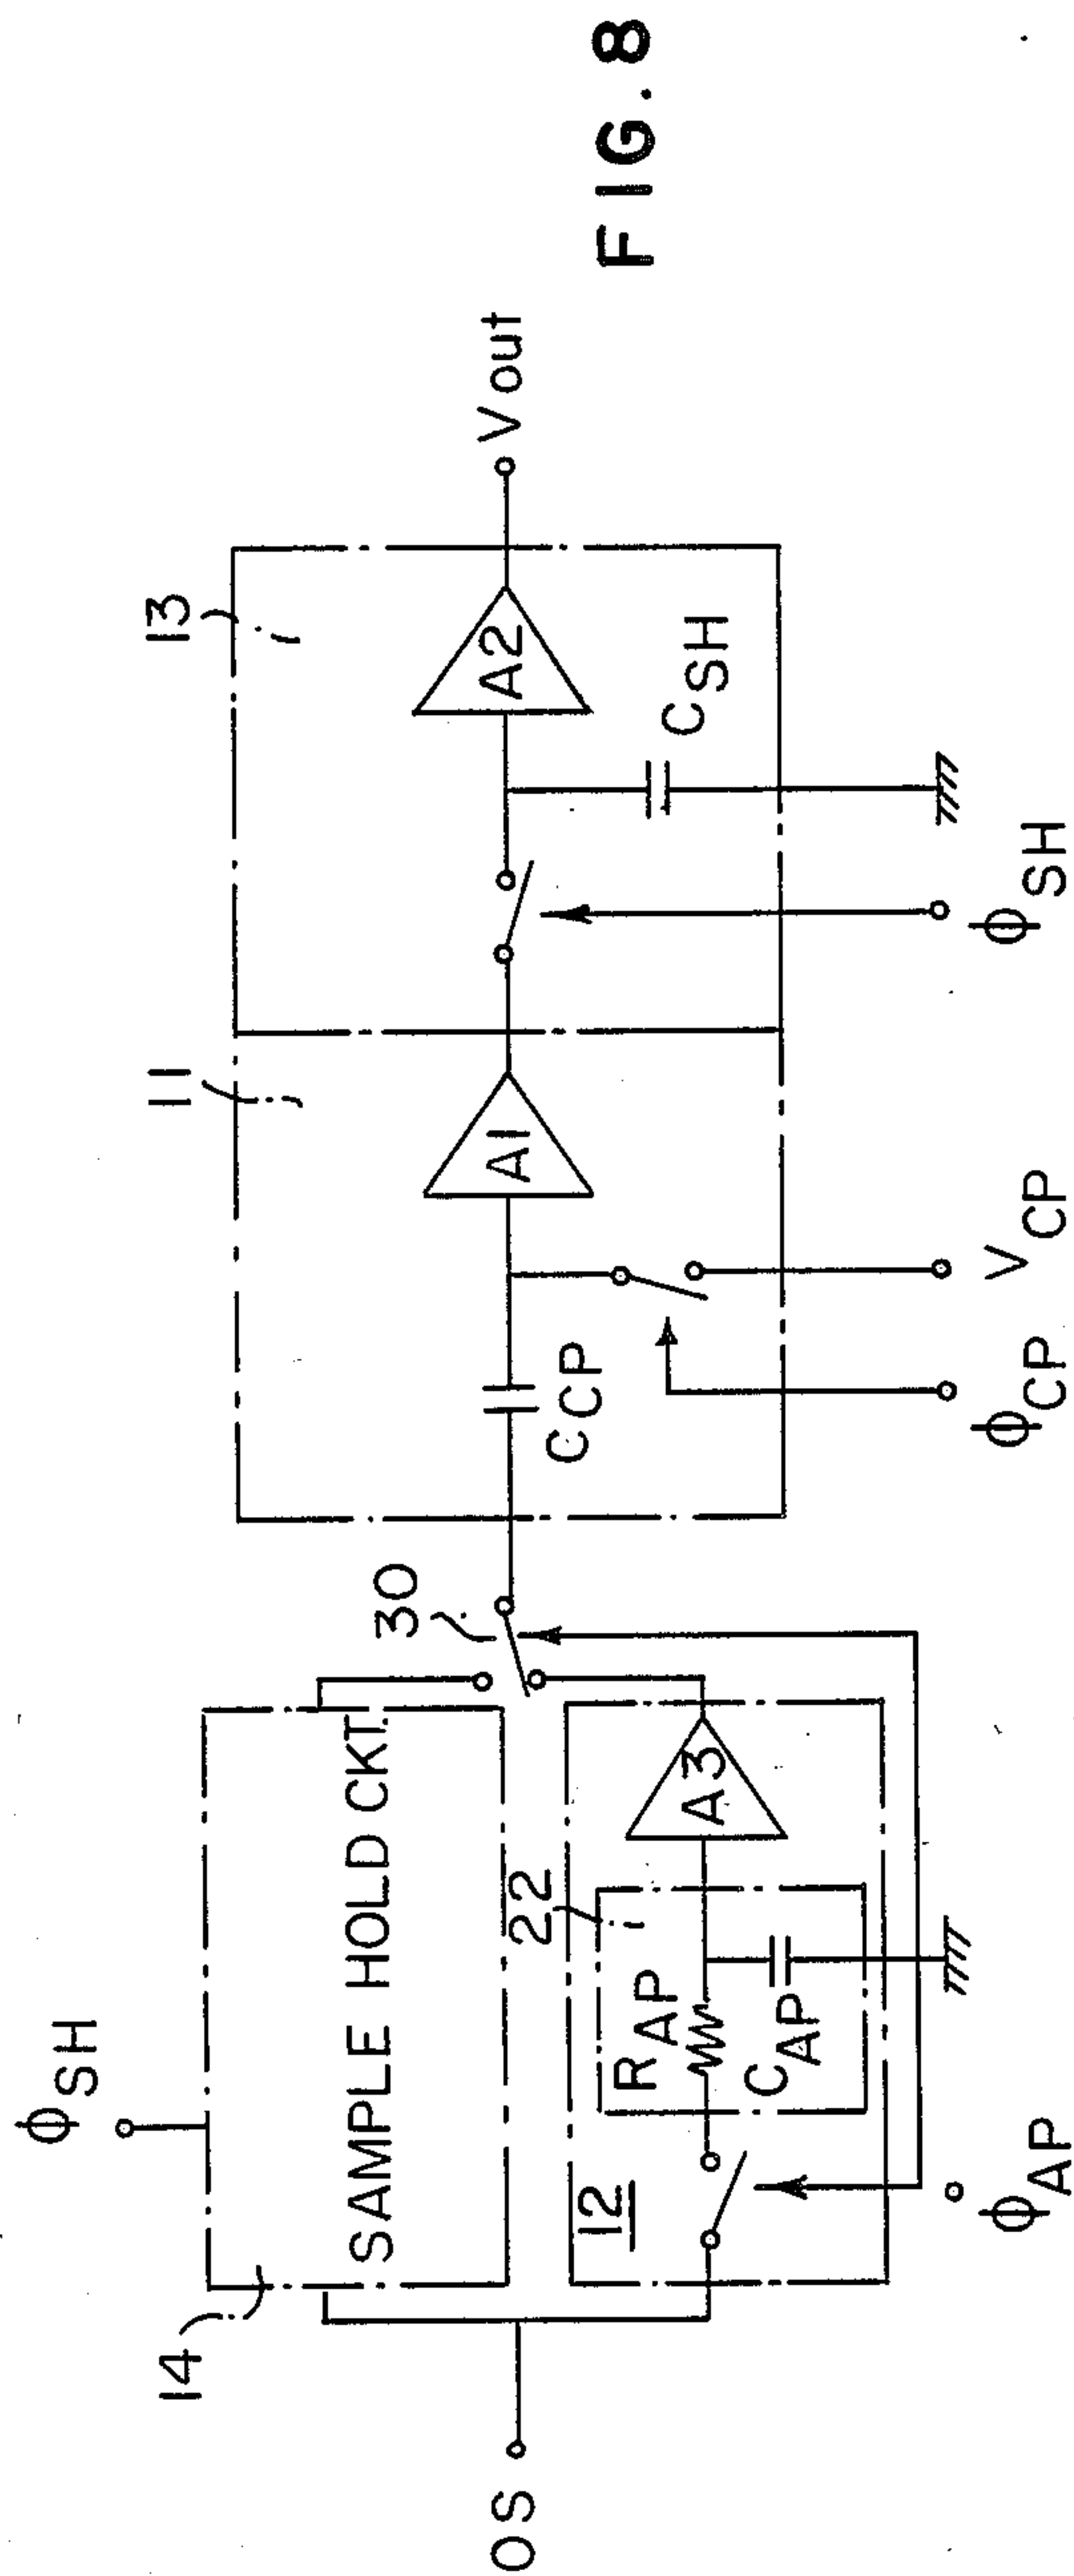 ϕSH
14
SAMPLE HOLD CKT.
OS
12
22
RAP
CAP
A3
ϕAP
30
11
CCP
A1
ϕCP
VCP
13
A2
CSH
ϕSH
Vout
FIG. 8